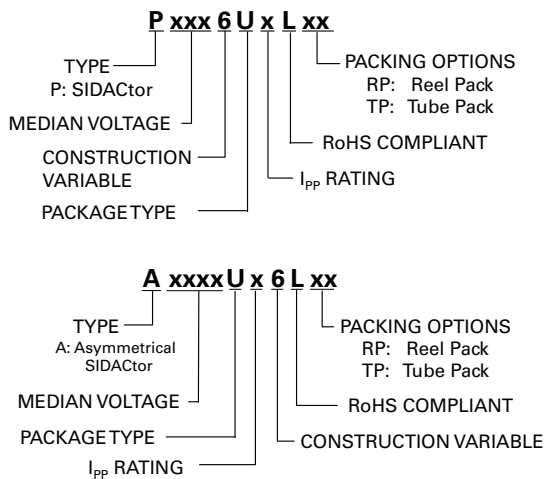 P xxx 6 U x L xx
TYPE
P: SIDACtor
MEDIAN VOLTAGE
CONSTRUCTION
VARIABLE
PACKAGE TYPE
PACKING OPTIONS
RP: Reel Pack
TP: Tube Pack
RoHS COMPLIANT
IPP RATING
A xxxx U x 6 L xx
TYPE
A: Asymmetrical
SIDACtor
MEDIAN VOLTAGE
PACKAGE TYPE
IPP RATING
PACKING OPTIONS
RP: Reel Pack
TP: Tube Pack
RoHS COMPLIANT
CONSTRUCTION VARIABLE